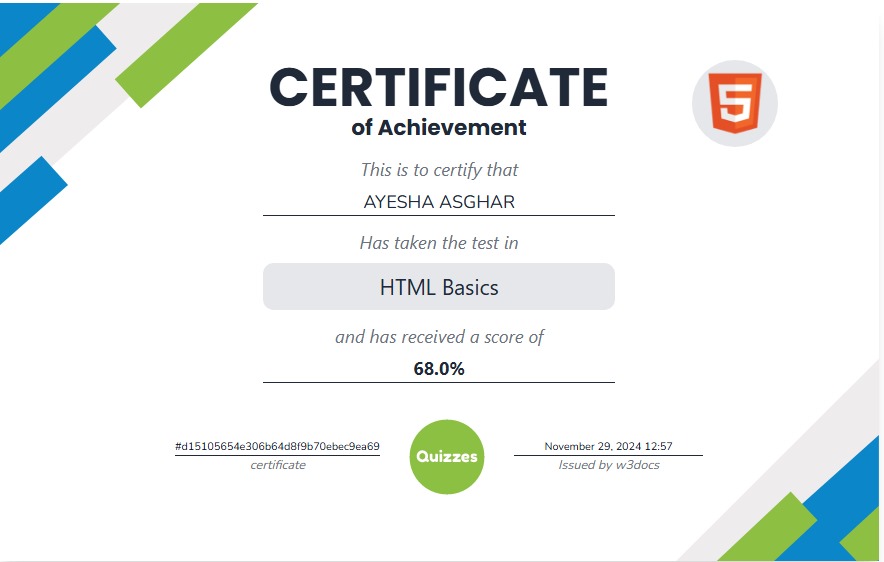 CERTIFICATE
of Achievement
This is to certify that
AYESHA ASGHAR
Has taken the test in
HTML Basics
and has received a score of
68.0%
#d15105654e306b64d8f9b70ebec9ea69
certificate
Quizzes
November 29, 2024 12:57
Issued by w3docs
5